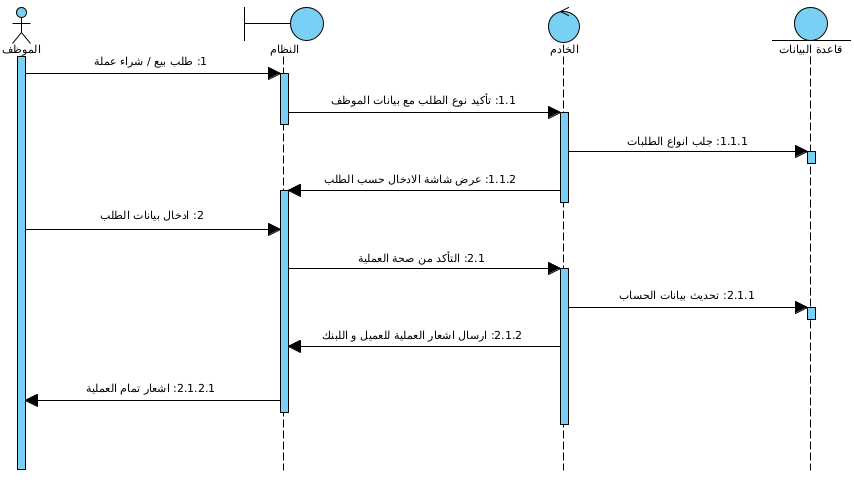 الموظف
النظام
الخادم
قاعدة البيانات
1: طلب بيع / شراء عملة
1.1: تأكيد نوع الطلب مع بيانات الموظف
1.1.1: جلب انواع الطلبات
1.1.2: عرض شاشة الادخال حسب الطلب
2: ادخال بيانات الطلب
2.1: التأكد من صحة العملية
2.1.1: تحديث بيانات الحساب
2.1.2: ارسال اشعار العملية للعميل و اللبنك
2.1.2.1: اشعار تمام العملية